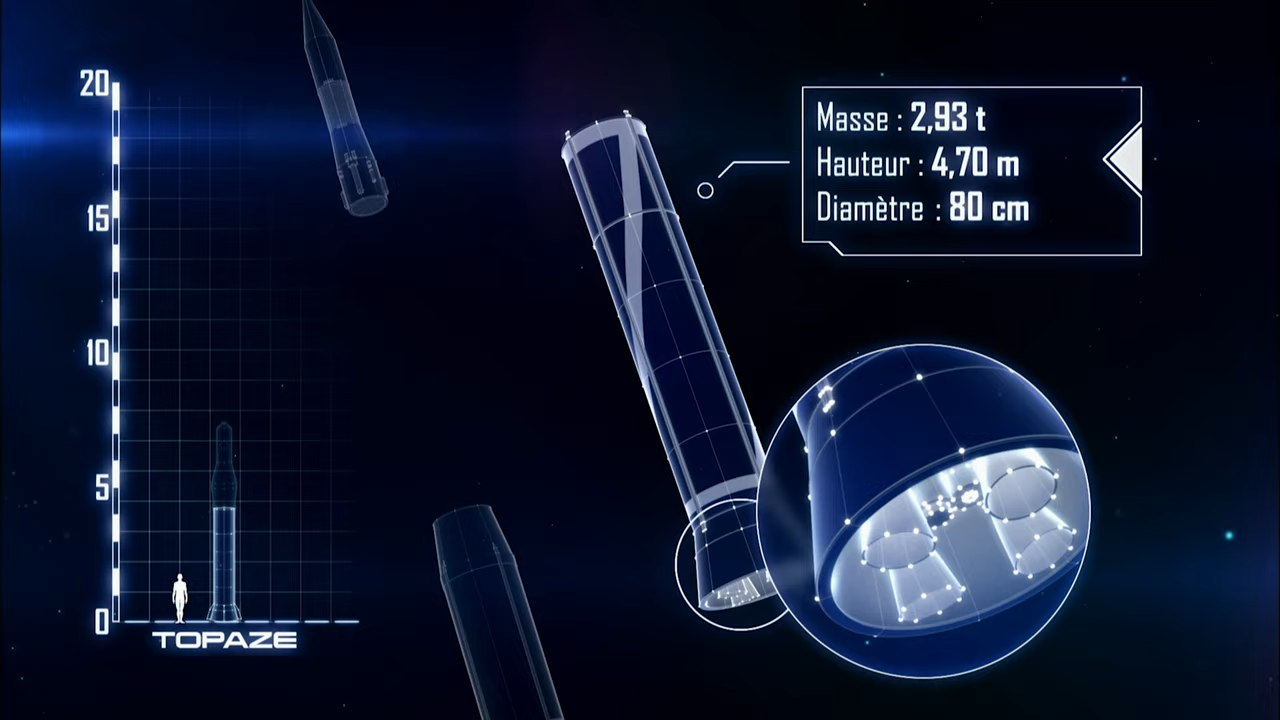 20
15
10
5
0
TOPAZE
Masse : 2,93 t
Hauteur : 4,70 m
Diamètre : 80 cm